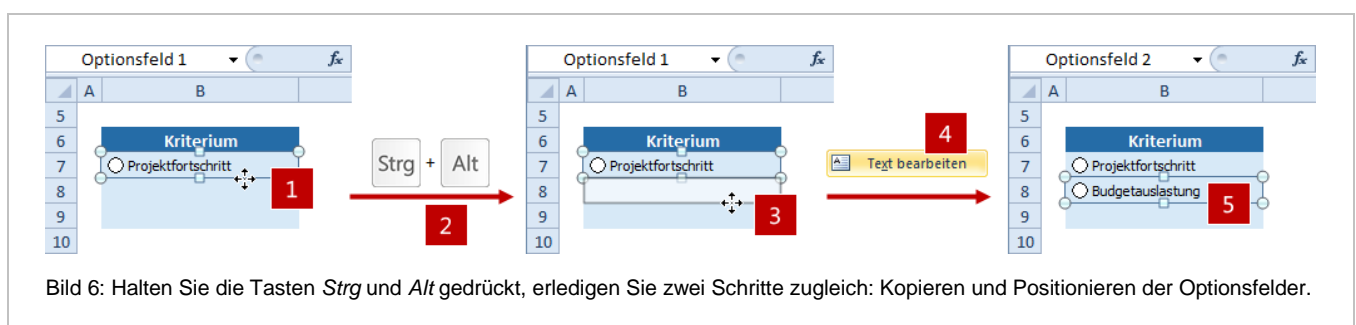 Optionsfeld 1 fx
A B
5
6 Kriterium
7 Projektfortschritt
8 1
9
10
Strg + Alt
2
Optionsfeld 1 fx
A B
5
6 Kriterium
7 Projektfortschritt
8
9 3
10
4
Text bearbeiten
Optionsfeld 2 fx
A B
5
6 Kriterium
7 Projektfortschritt
8 Budgetauslastung 5
9
10
Bild 6: Halten Sie die Tasten Strg und Alt gedrückt, erledigen Sie zwei Schritte zugleich: Kopieren und Positionieren der Optionsfelder.